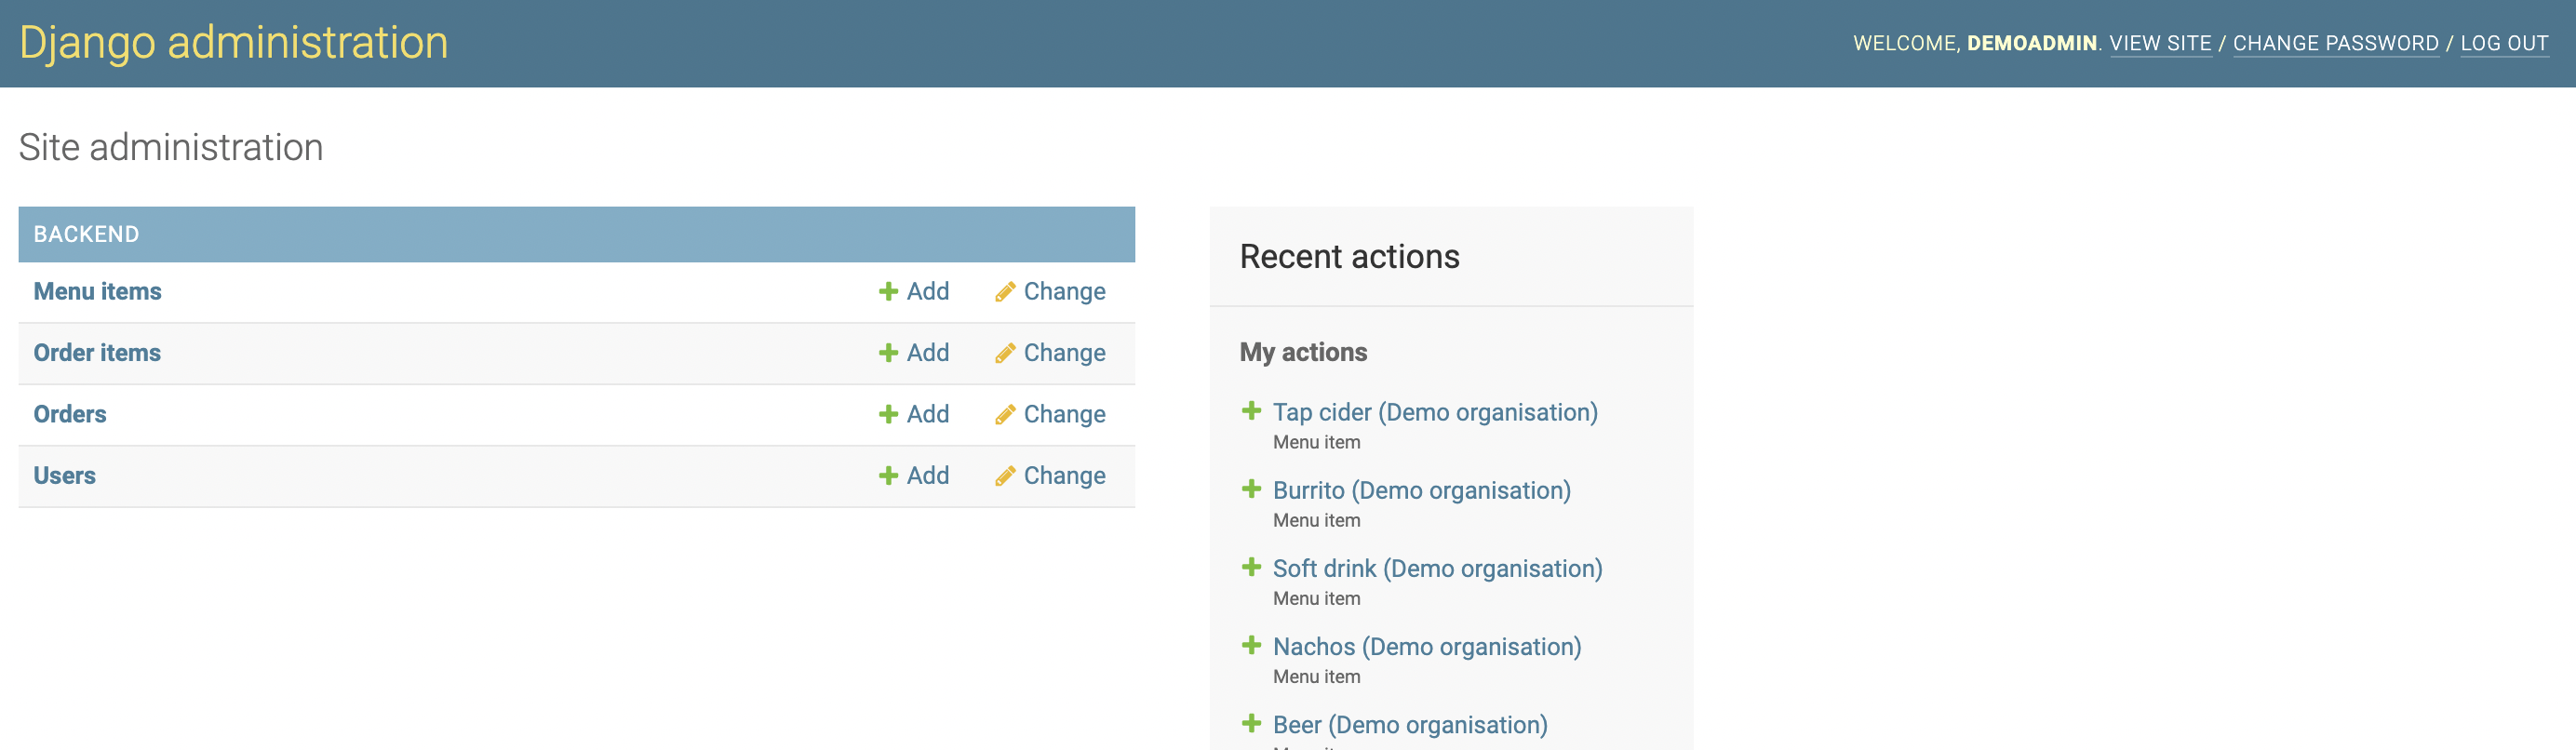 Django administration
WELCOME, DEMOADMIN. VIEW SITE / CHANGE PASSWORD / LOG OUT
Site administration
BACKEND
Menu items Add Change
Order items Add Change
Orders Add Change
Users Add Change
Recent actions
My actions
Tap cider (Demo organisation)
Menu item
Burrito (Demo organisation)
Menu item
Soft drink (Demo organisation)
Menu item
Nachos (Demo organisation)
Menu item
Beer (Demo organisation)